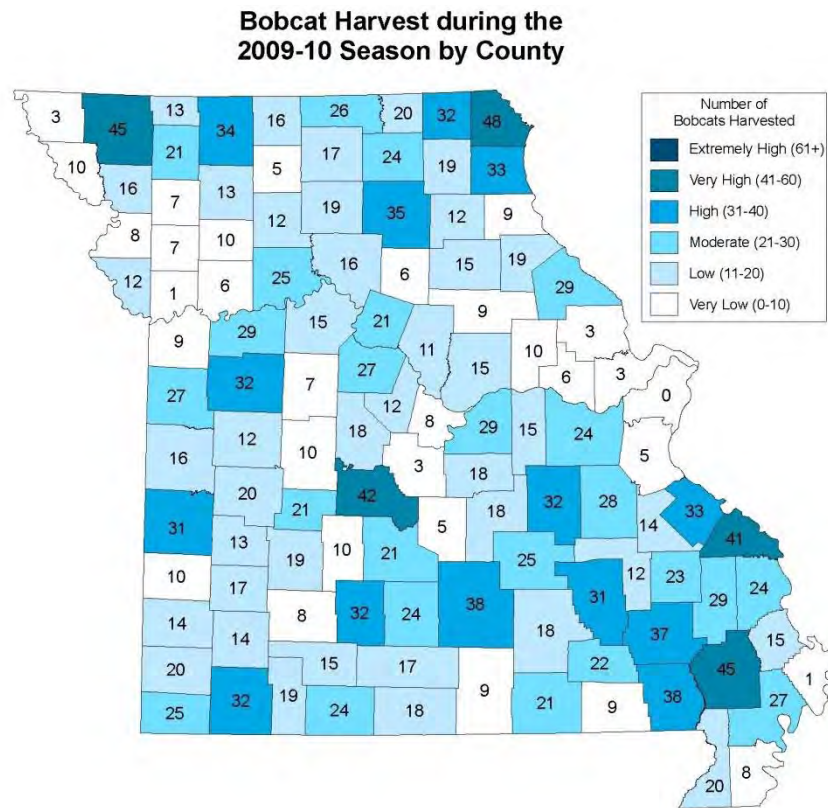 Bobcat Harvest during the
2009-10 Season by County
Number of
Bobcats Harvested
Extremely High (61+)
Very High (41-60)
High (31-40)
Moderate (21-30)
Low (11-20)
Very Low (0-10)
3 45 13 34 16 26 20 32 48
10 21 5 17 24 19 33
16 7 13 12 19 35 12 9
8 7 10 16 6 15 19
12 1 6 25 29
9 29 15 21 11 9 10 3
27 32 7 27 15 6 3 0
12 8
16 12 10 18 3 29 15 24 5
20 21 42 18
31 13 5 18 32 28 14 33 41
10 17 19 10 21 25 12 23 24
14 14 8 32 24 38 18 31 37 29
20 15 17 22 45 15 1
25 32 19 24 18 9 21 9 38 27
20 8